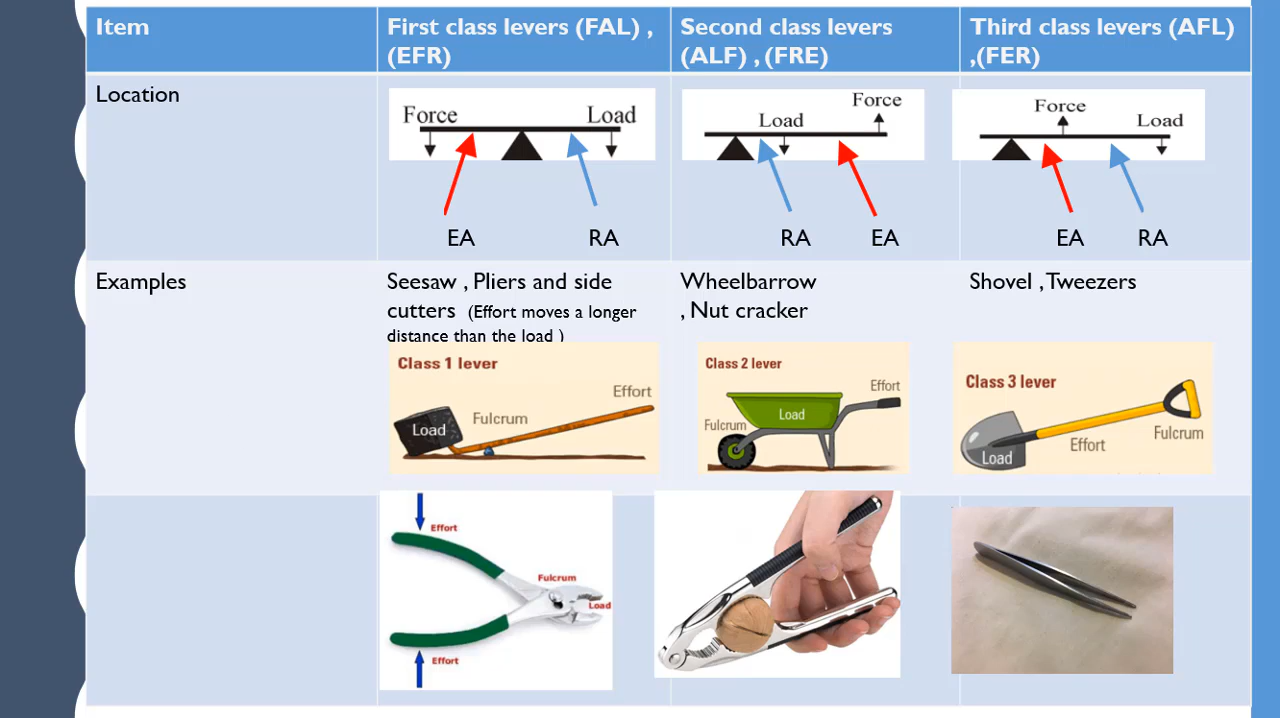 Item
First class levers (FAL) ,
(EFR)
Second class levers
(ALF) , (FRE)
Third class levers (AFL)
,(FER)
Location
Force
Load
EA
RA
Load
Force
RA
EA
Force
Load
EA
RA
Examples
Seesaw , Pliers and side
cutters (Effort moves a longer
distance than the load )
Wheelbarrow
, Nut cracker
Shovel ,Tweezers
Class 1 lever
Effort
Fulcrum
Load
Class 2 lever
Effort
Load
Fulcrum
Class 3 lever
Effort
Fulcrum
Load
Effort
Fulcrum
Load
Effort